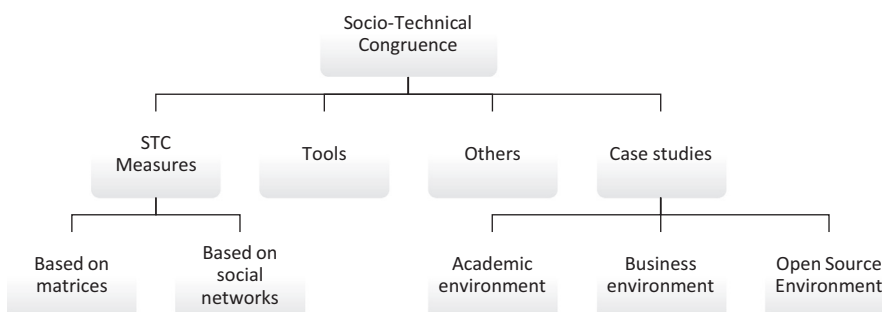 Socio-Technical
Congruence
STC
Measures
Tools
Others
Case studies
Based on
matrices
Based on
social
networks
Academic
environment
Business
environment
Open Source
Environment